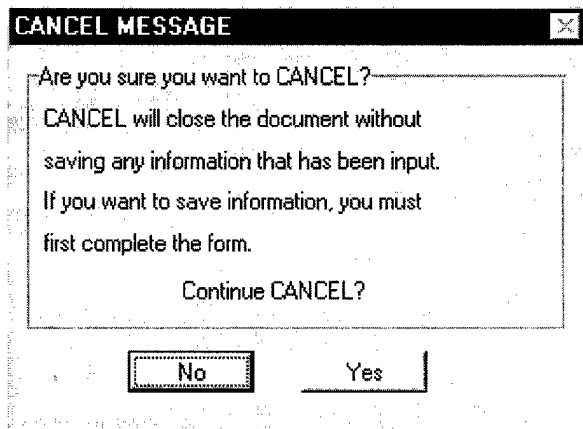 CANCEL MESSAGE
Are you sure you want to CANCEL?
CANCEL will close the document without
saving any information that has been input.
If you want to save information, you must
first complete the form.
Continue CANCEL?
No
Yes